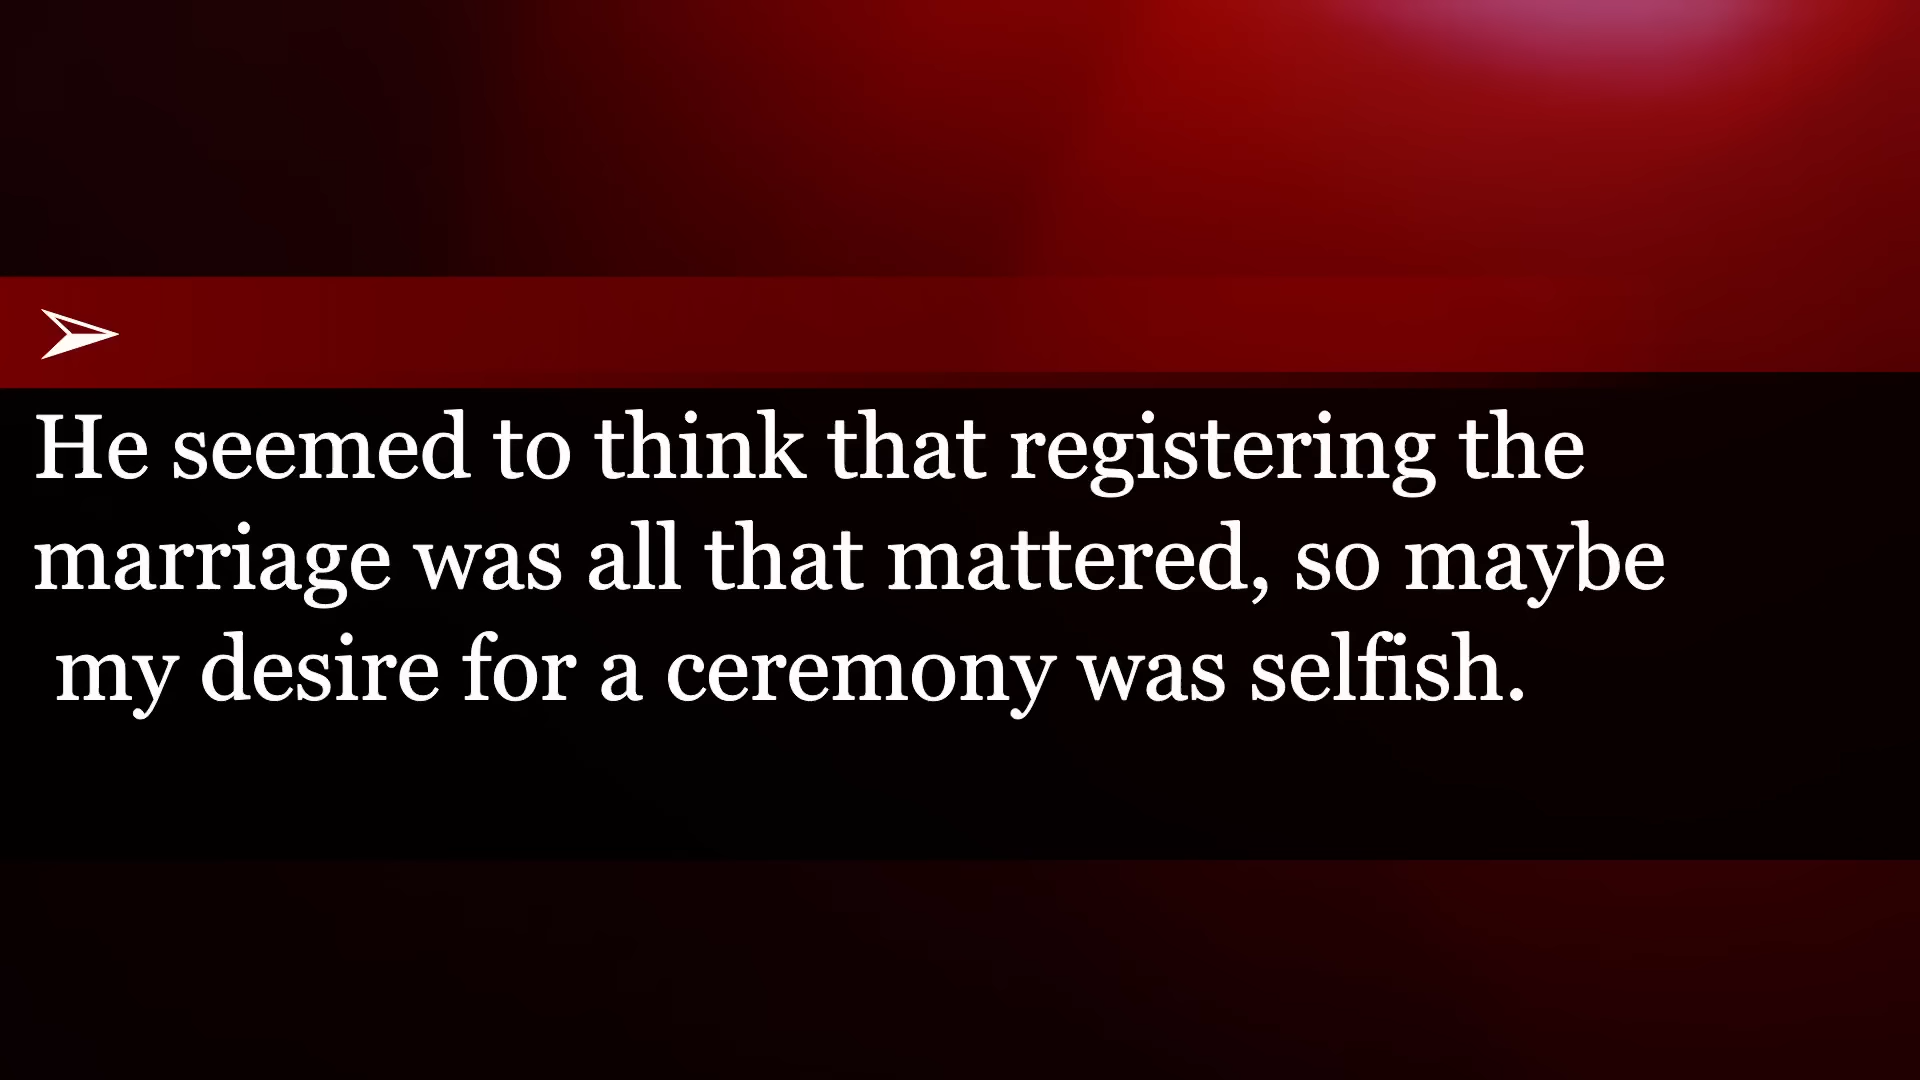 He seemed to think that registering the
marriage was all that mattered, so maybe
my desire for a ceremony was selfish.